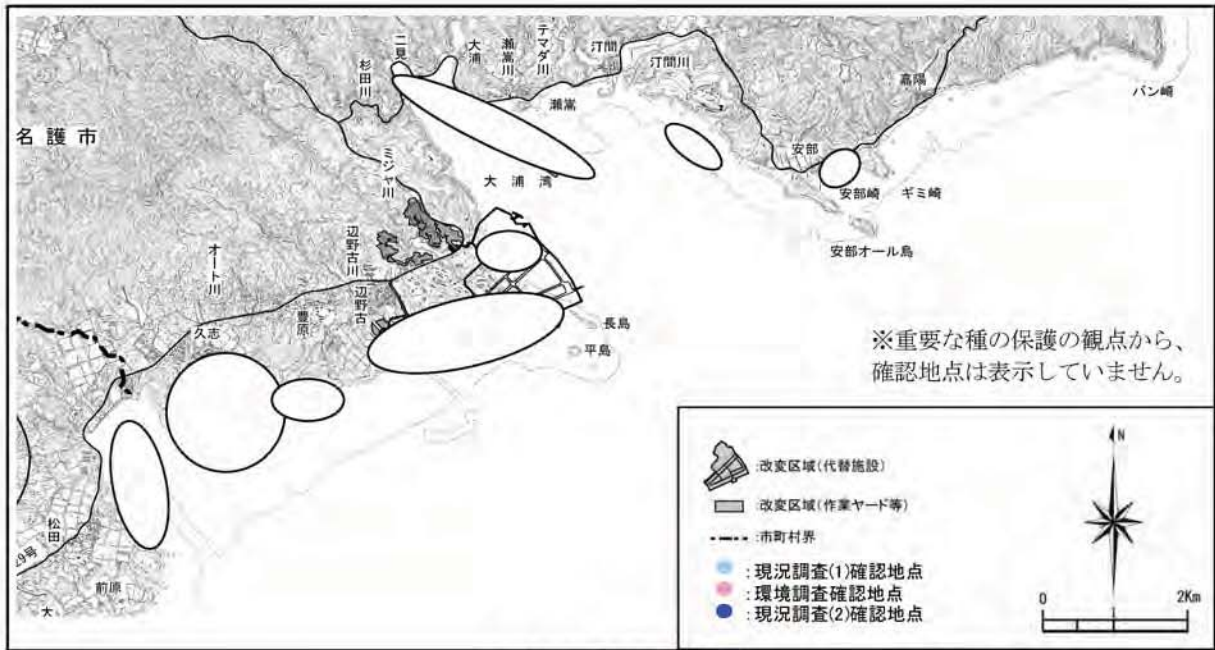 名護市
杉田川
二見
大浦
瀬嵩川
テマダ川
汀間
汀間川
瀬嵩
嘉陽
バン崎
安部
安部崎
ギミ崎
安部オール島
大浦湾
ミジャ川
辺野古川
辺野古
オート川
久志
豊原
長島
平島
松田
前原
大
※重要な種の保護の観点から、
確認地点は表示していません。
:改変区域(代替施設)
:改変区域(作業ヤード等)
:市町村界
:現況調査(1)確認地点
:環境調査確認地点
:現況調査(2)確認地点
N
0 2Km